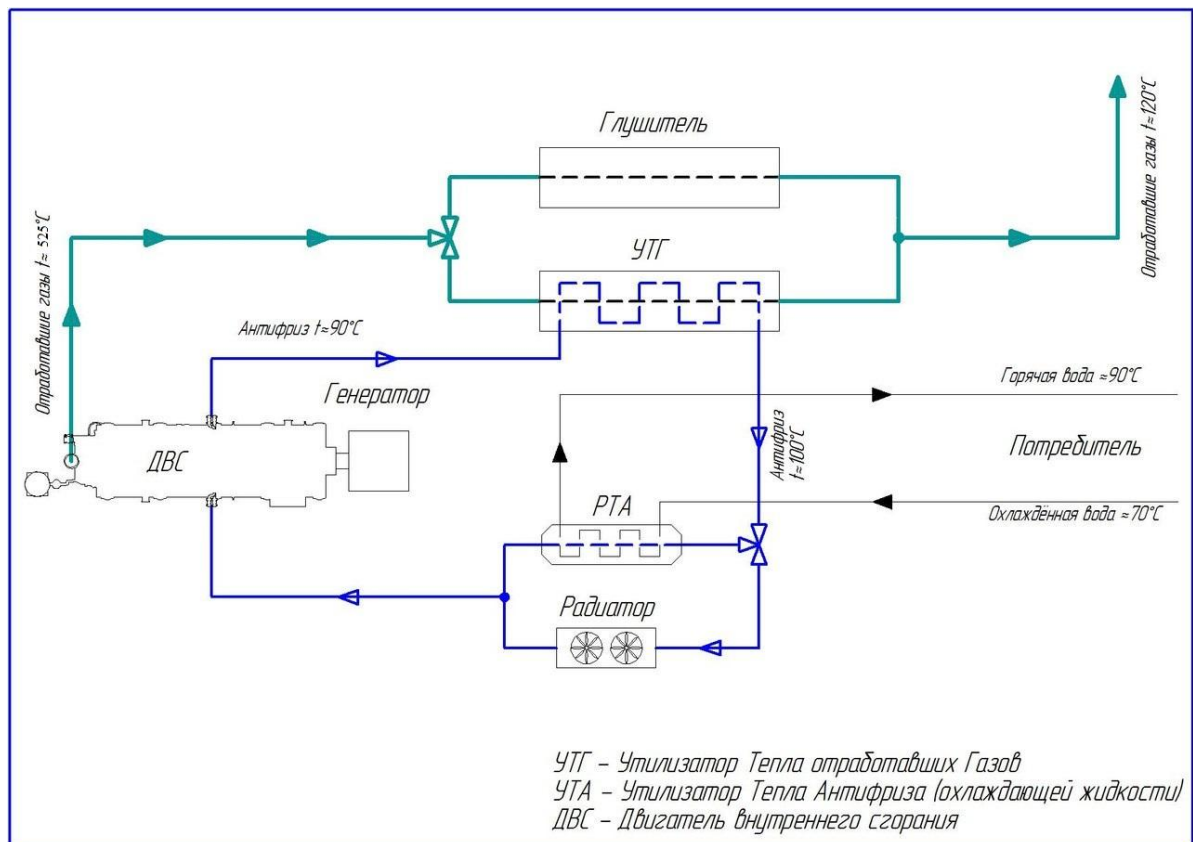 Глушитель
Отработавшие газы t≈120°C
Отработавшие газы t≈ 525°C
УТГ
Антифриз t≈90°C
Генератор
Горячая вода ≈90°C
ДВС
Антифриз
t≈100°C
Потребитель
РТА
Охлаждённая вода ≈70°C
Радиатор
УТГ - Утилизатор Тепла отработавших Газов
УТА - Утилизатор Тепла Антифриза (охлаждающей жидкости)
ДВС - Двигатель внутреннего сгорания